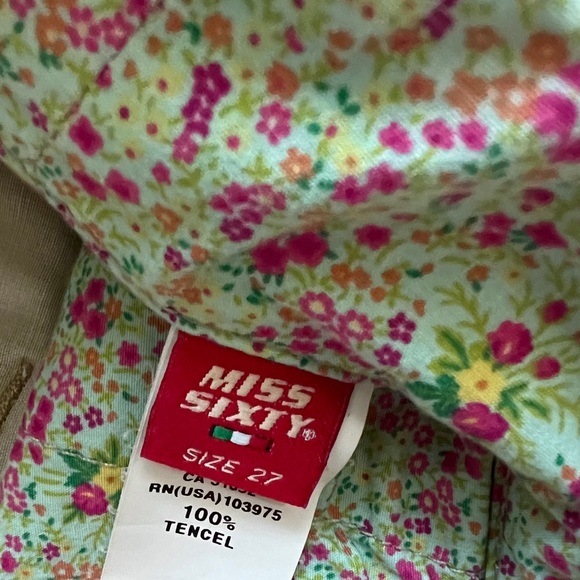 MISS
SIXTY®
SIZE 27
RN(USA)103975
100%
TENCEL